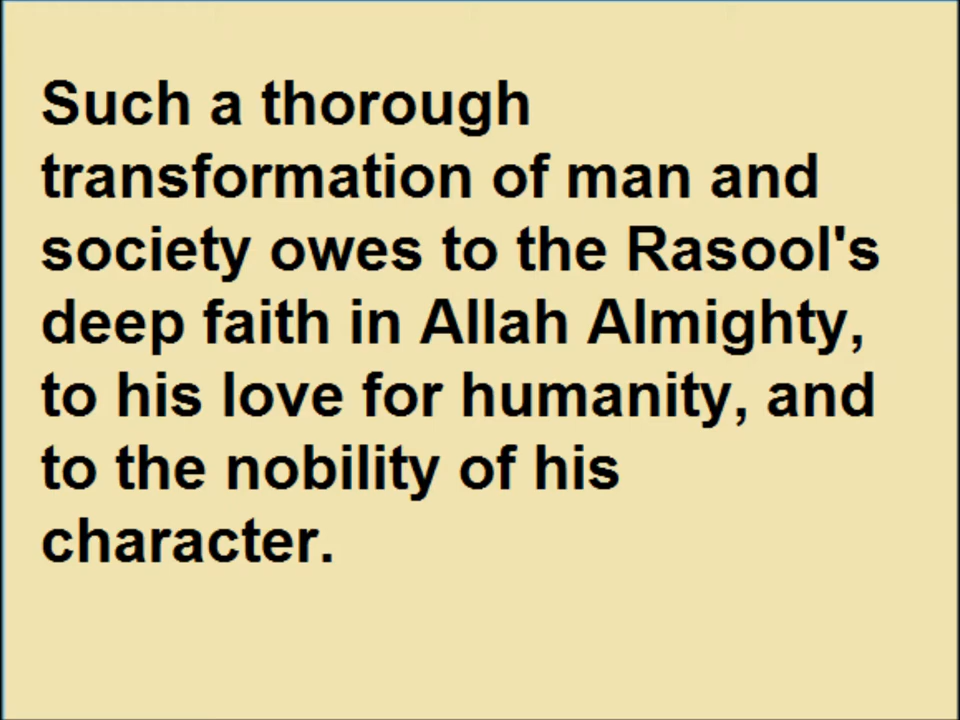 Such a thorough
transformation of man and
society owes to the Rasool's
deep faith in Allah Almighty,
to his love for humanity, and
to the nobility of his
character.